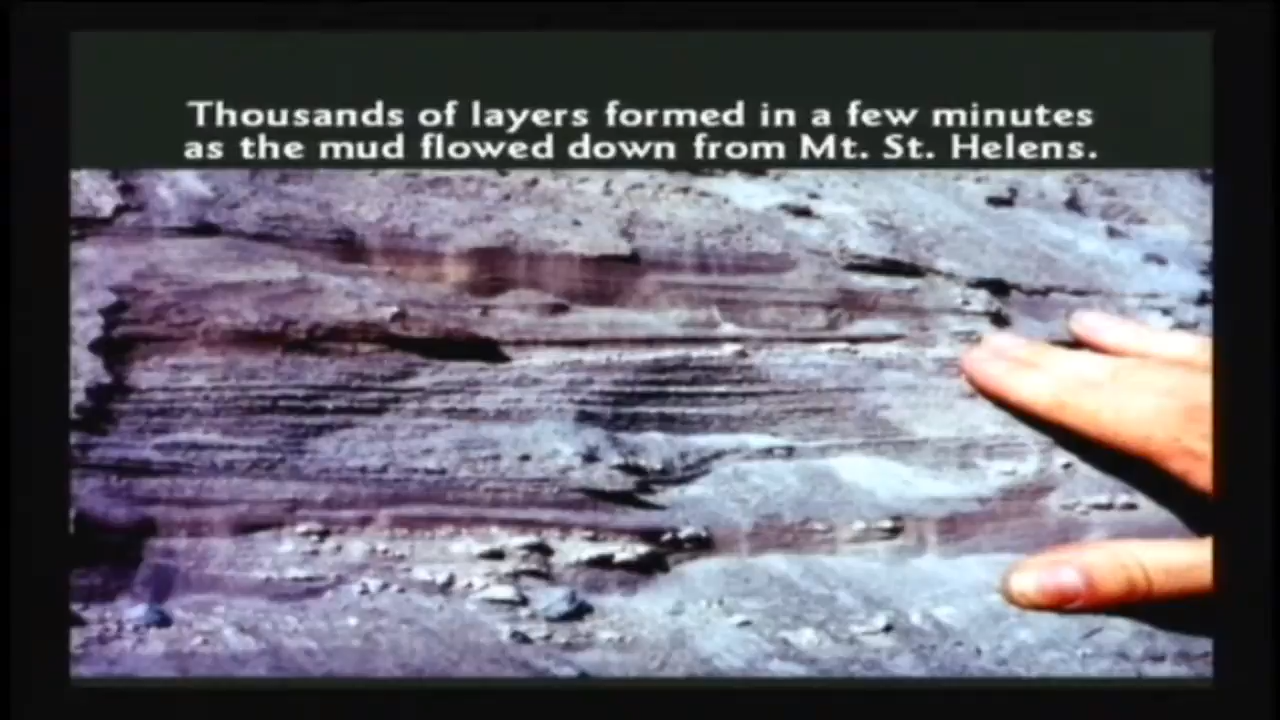 Thousands of layers formed in a few minutes
as the mud flowed down from Mt. St. Helens.